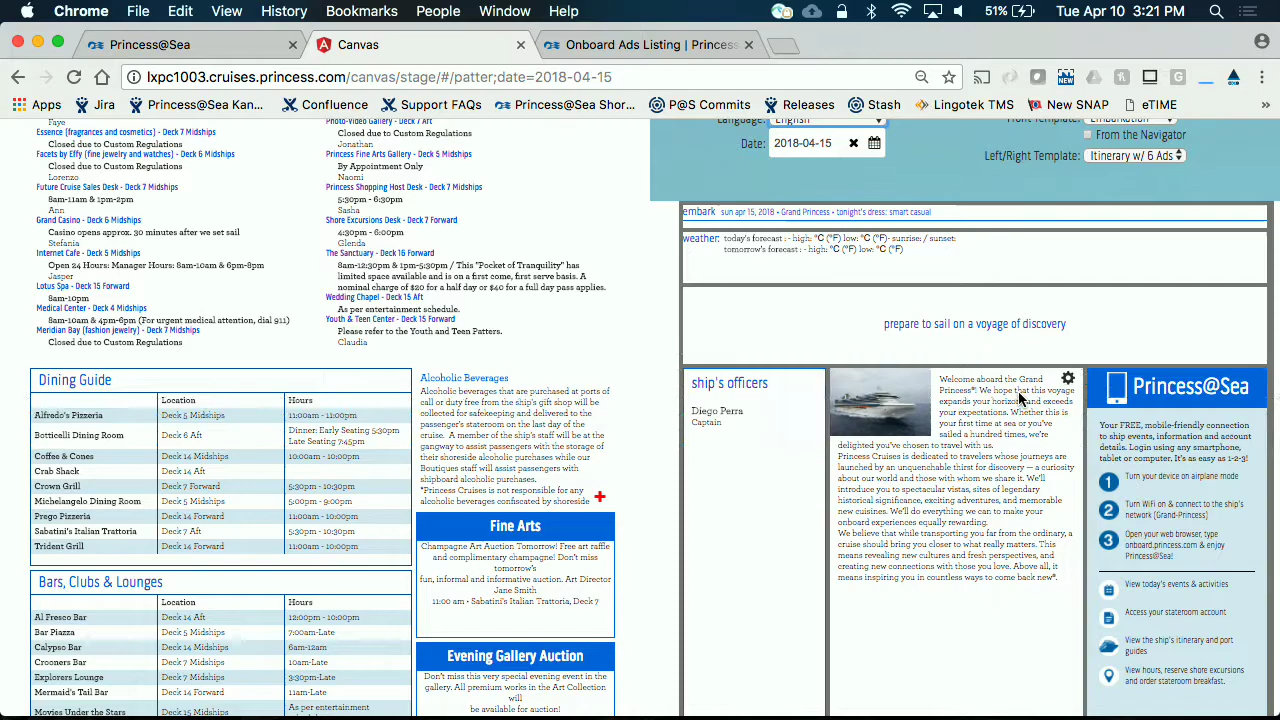 Chrome File Edit View History Bookmarks People Window Help 51% Tue Apr 10 3:21 PM
Princess@Sea
Canvas
Onboard Ads Listing | Princess
lxpc1003.cruises.princess.com/canvas/stage/#/patter;date=2018-04-15
Apps Jira Princess@Sea Kan... Confluence Support FAQs Princess@Sea Shor... P@S Commits Releases Stash Lingotek TMS New SNAP eTIME »
Faye
Essence (fragrances and cosmetics) - Deck 7 Midships
Closed due to Custom Regulations
Facets by Effy (fine jewelry and watches) - Deck 6 Midships
Closed due to Custom Regulations
Lorenzo
Future Cruise Sales Desk - Deck 7 Midships
8am-11am & 1pm-2pm
Ann
Grand Casino - Deck 6 Midships
Casino opens approx. 30 minutes after we set sail
Stefania
Internet Cafe - Deck 5 Midships
Open 24 Hours: Manager Hours: 8am-10am & 6pm-8pm
Jasper
Lotus Spa - Deck 15 Forward
8am-10pm
Medical Center - Deck 4 Midships
8am-10am & 4pm-6pm (For urgent medical attention, dial 911)
Meridian Bay (fashion jewelry) - Deck 7 Midships
Closed due to Custom Regulations
Photo-Video Gallery - Deck 7 Aft
Closed due to Custom Regulations
Jonathan
Princess Fine Arts Gallery - Deck 5 Midships
By Appointment Only
Naomi
Princess Shopping Host Desk - Deck 7 Midships
5:30pm - 6:30pm
Sasha
Shore Excursions Desk - Deck 7 Forward
4:30pm - 6:00pm
Glenda
The Sanctuary - Deck 16 Forward
8am-12:30pm & 1pm-5:30pm / This "Pocket of Tranquility" has
limited space available and is on a first come, first serve basis. A
nominal charge of $20 for a half day or $40 for a full day pass applies.
Wedding Chapel - Deck 15 Aft
As per entertainment schedule.
Youth & Teen Center - Deck 15 Forward
Please refer to the Youth and Teen Patters.
Claudia
Dining Guide
Location Hours
Alfredo's Pizzeria Deck 5 Midships 11:00am - 11:00pm
Botticelli Dining Room Deck 6 Aft Dinner: Early Seating 5:30pm
Late Seating 7:45pm
Coffee & Cones Deck 14 Midships 10:00am - 10:00pm
Crab Shack Deck 14 Aft
Crown Grill Deck 7 Forward 5:30pm - 10:30pm
Michelangelo Dining Room Deck 5 Midships 5:00pm - 9:00pm
Prego Pizzeria Deck 14 Forward 11:00am - 10:00pm
Sabatini's Italian Trattoria Deck 7 Aft 5:30pm - 10:30pm
Trident Grill Deck 14 Forward 11:00am - 10:00pm
Bars, Clubs & Lounges
Location Hours
Al Fresco Bar Deck 14 Aft 12:00pm - 10:00pm
Bar Piazza Deck 5 Midships 7:00am-Late
Calypso Bar Deck 14 Midships 6am-12am
Crooners Bar Deck 7 Midships 10am-Late
Explorers Lounge Deck 7 Midships 3:30pm-Late
Mermaid's Tail Bar Deck 14 Forward 11am-Late
Movies Under the Stars Deck 15 Midships As per entertainment
Alcoholic Beverages
Alcoholic beverages that are purchased at ports of
call or duty free from the ship's gift shop will be
collected for safekeeping and delivered to the
passenger's stateroom on the last day of the
cruise. A member of the ship's staff will be at the
pangway to assist passengers with the storage of
their shoreside alcoholic purchases while our
Boutiques staff will assist passengers with
shipboard alcoholic purchases.
*Princess Cruises is not responsible for any
alcoholic beverages confiscated by shoreside
Fine Arts
Champagne Art Auction Tomorrow! Free art raffle
and complimentary champagne! Don't miss
tomorrow's
fun, informal and informative auction. Art Director
Jane Smith
11:00 am • Sabatini's Italian Trattoria, Deck 7
Evening Gallery Auction
Don't miss this very special evening event in the
gallery. All premium works in the Art Collection
will
be available for auction!
Language: English
Date: 2018-04-15
Front Template: Embarkation
From the Navigator
Left/Right Template: Itinerary w/ 6 Ads
embark sun apr 15, 2018 • Grand Princess • tonight's dress: smart casual
weather: today's forecast : - high: °C (°F) low: °C (°F)- sunrise: / sunset:
tomorrow's forecast : - high: °C (°F) low: °C (°F)
prepare to sail on a voyage of discovery
ship's officers
Diego Perra
Captain
Welcome aboard the Grand
Princess®! We hope that this voyage
expands your horizons and exceeds
your expectations. Whether this is
your first time at sea or you've
sailed a hundred times, we're
delighted you've chosen to travel with us.
Princess Cruises is dedicated to travelers whose journeys are
launched by an unquenchable thirst for discovery — a curiosity
about our world and those with whom we share it. We'll
introduce you to spectacular vistas, sites of legendary
historical significance, exciting adventures, and memorable
new cuisines. We'll do everything we can to make your
onboard experiences equally rewarding.
We believe that while transporting you far from the ordinary, a
cruise should bring you closer to what really matters. This
means revealing new cultures and fresh perspectives, and
creating new connections with those you love. Above all, it
means inspiring you in countless ways to come back new®.
Princess@Sea
Your FREE, mobile-friendly connection
to ship events, information and account
details. Login using any smartphone,
tablet or computer. It's as easy as 1-2-3!
1 Turn your device on airplane mode
2 Turn WiFi on & connect to the ship's
network (Grand-Princess)
3 Open your web browser, type
onboard.princess.com & enjoy
Princess@Sea!
View today's events & activities
Access your stateroom account
View the ship's itinerary and port
guides
View hours, reserve shore excursions
and order stateroom breakfast.